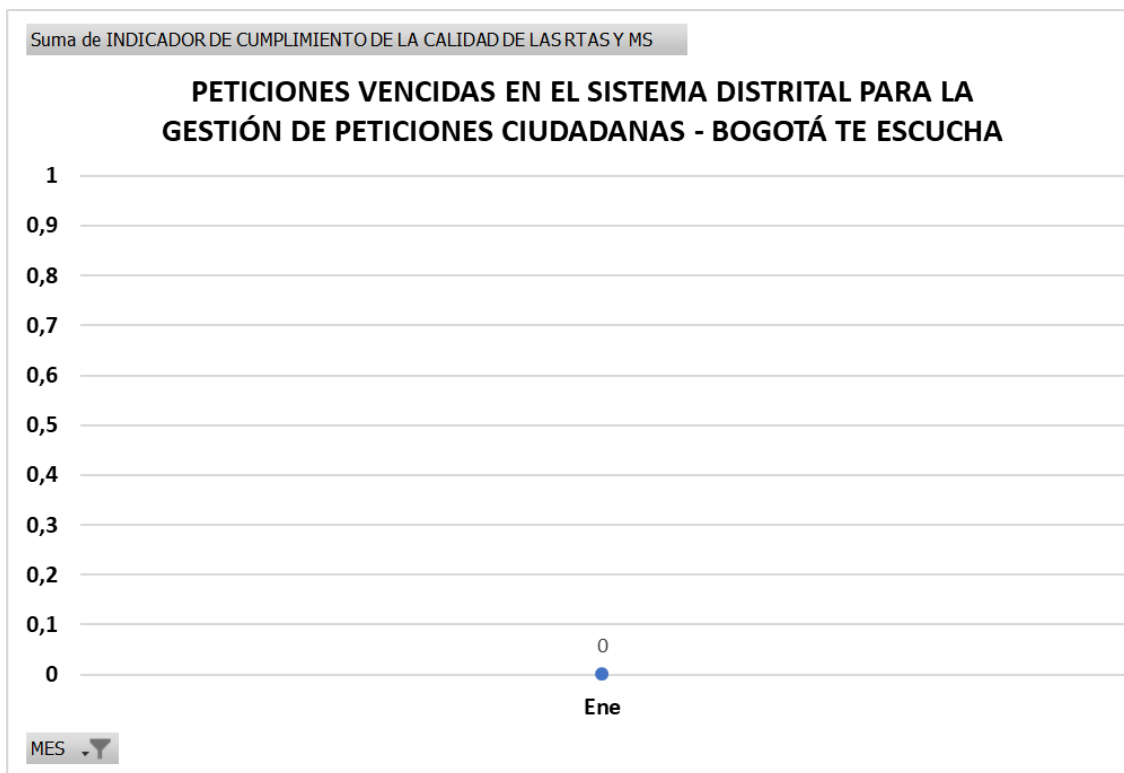 Suma de INDICADOR DE CUMPLIMIENTO DE LA CALIDAD DE LAS RTAS Y MS
PETICIONES VENCIDAS EN EL SISTEMA DISTRITAL PARA LA
GESTIÓN DE PETICIONES CIUDADANAS - BOGOTÁ TE ESCUCHA
1
0,9
0,8
0,7
0,6
0,5
0,4
0,3
0,2
0,1
0
0
Ene
MES